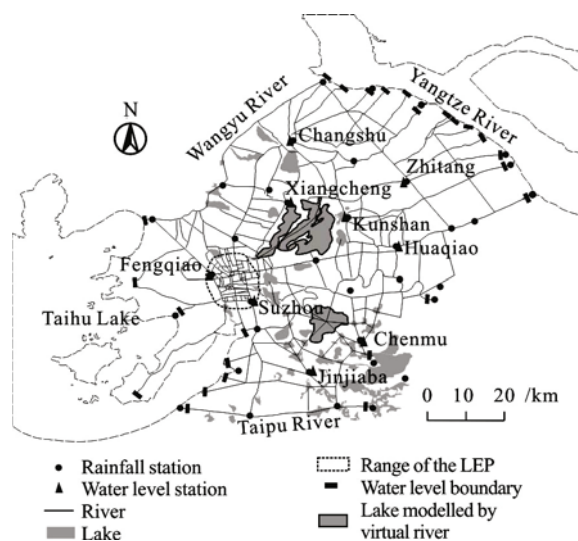 N
Wangyu River
Yangtze River
Changshu
Zhitang
Xiangcheng
Kunshan
Huaqiao
Fengqiao
Suzhou
Taihu Lake
Chenmu
Jinjiaba
Taipu River
0 10 20 /km
Rainfall station
Water level station
River
Lake
Range of the LEP
Water level boundary
Lake modelled by
virtual river